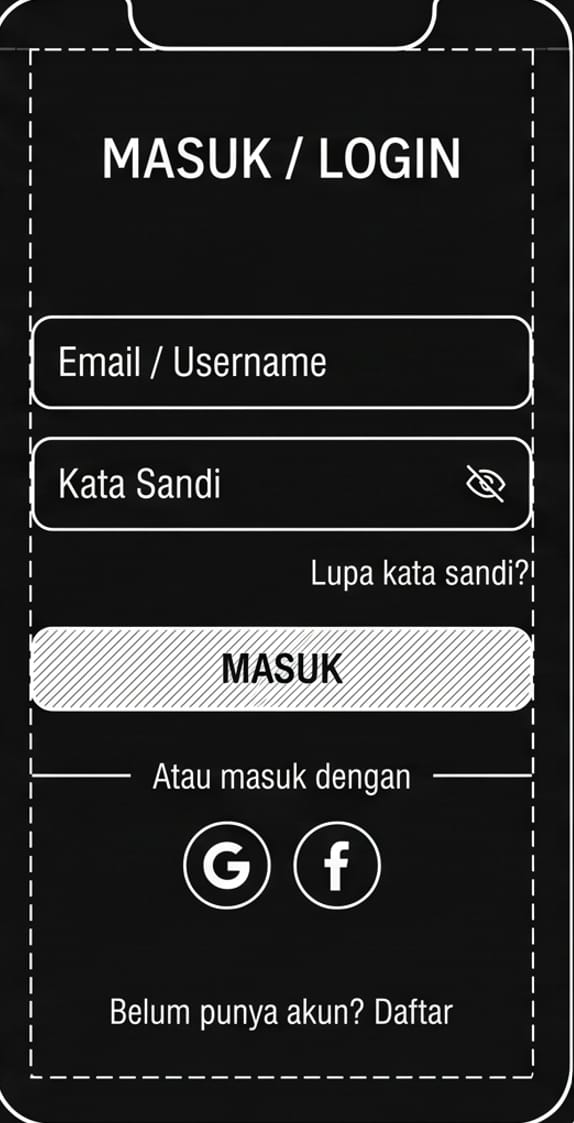 MASUK / LOGIN
Email / Username
Kata Sandi
Lupa kata sandi?
MASUK
Atau masuk dengan
G f
Belum punya akun? Daftar